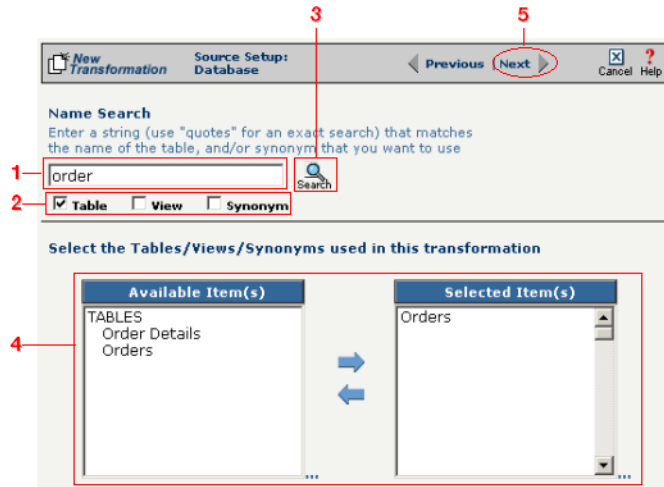 3
5
New Transformation
Source Setup: Database
Previous
Next
Cancel
Help
Name Search
Enter a string (use "quotes" for an exact search) that matches
the name of the table, and/or synonym that you want to use
1
order
Search
2
Table
View
Synonym
Select the Tables/Views/Synonyms used in this transformation
4
Available Item(s)
TABLES
Order Details
Orders
...
Selected Item(s)
Orders
...